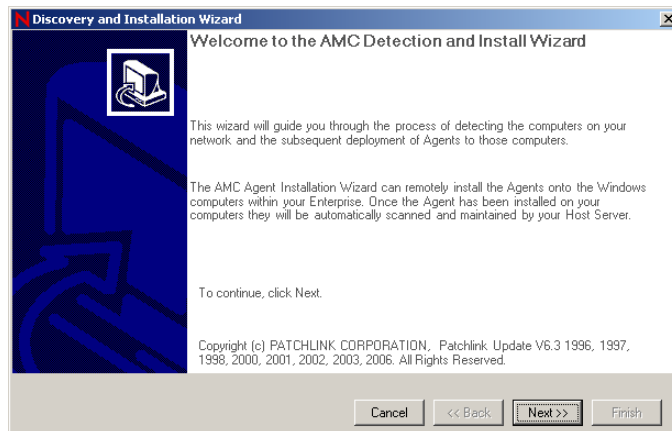 N Discovery and Installation Wizard
Welcome to the AMC Detection and Install Wizard
This wizard will guide you through the process of detecting the computers on your
network and the subsequent deployment of Agents to those computers.
The AMC Agent Installation Wizard can remotely install the Agents onto the Windows
computers within your Enterprise. Once the Agent has been installed on your
computers they will be automatically scanned and maintained by your Host Server.
To continue, click Next.
Copyright (c) PATCHLINK CORPORATION, Patchlink Update V6.3 1996, 1997,
1998, 2000, 2001, 2002, 2003, 2006. All Rights Reserved.
Cancel << Back Next >> Finish